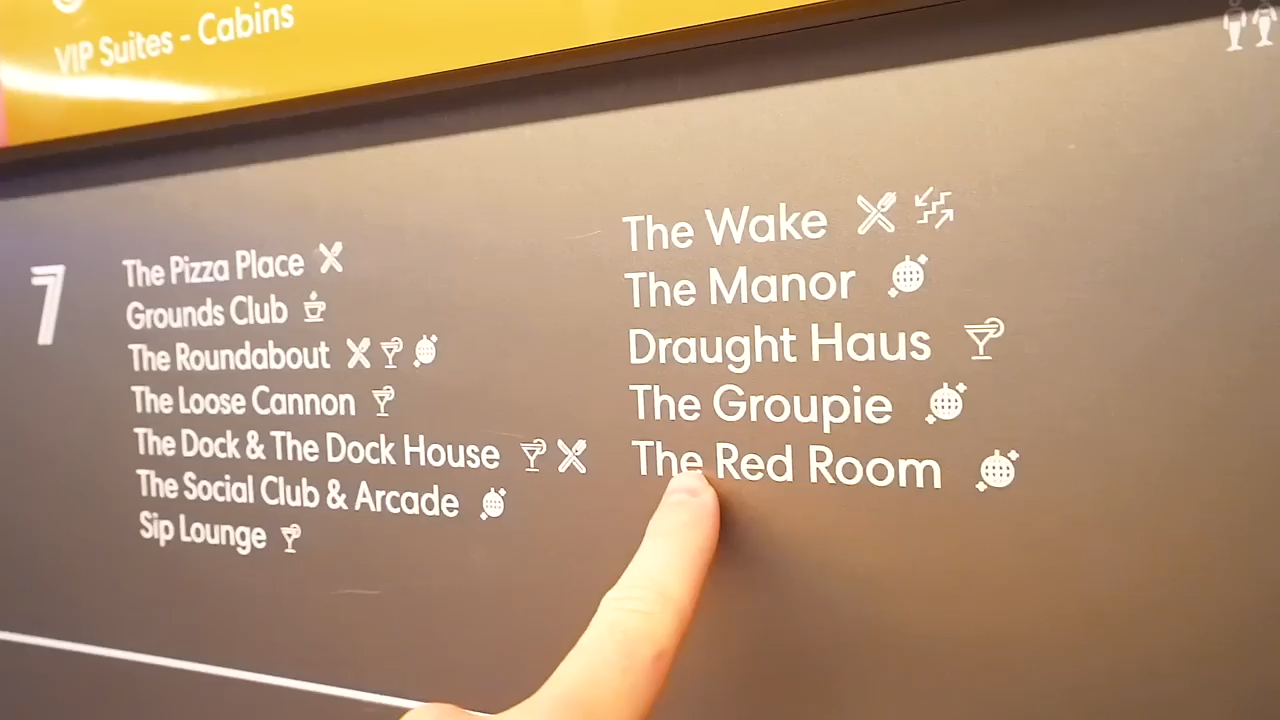 VIP Suites - Cabins
7
The Pizza Place
Grounds Club
The Roundabout
The Loose Cannon
The Dock & The Dock House
The Social Club & Arcade
Sip Lounge
The Wake
The Manor
Draught Haus
The Groupie
The Red Room